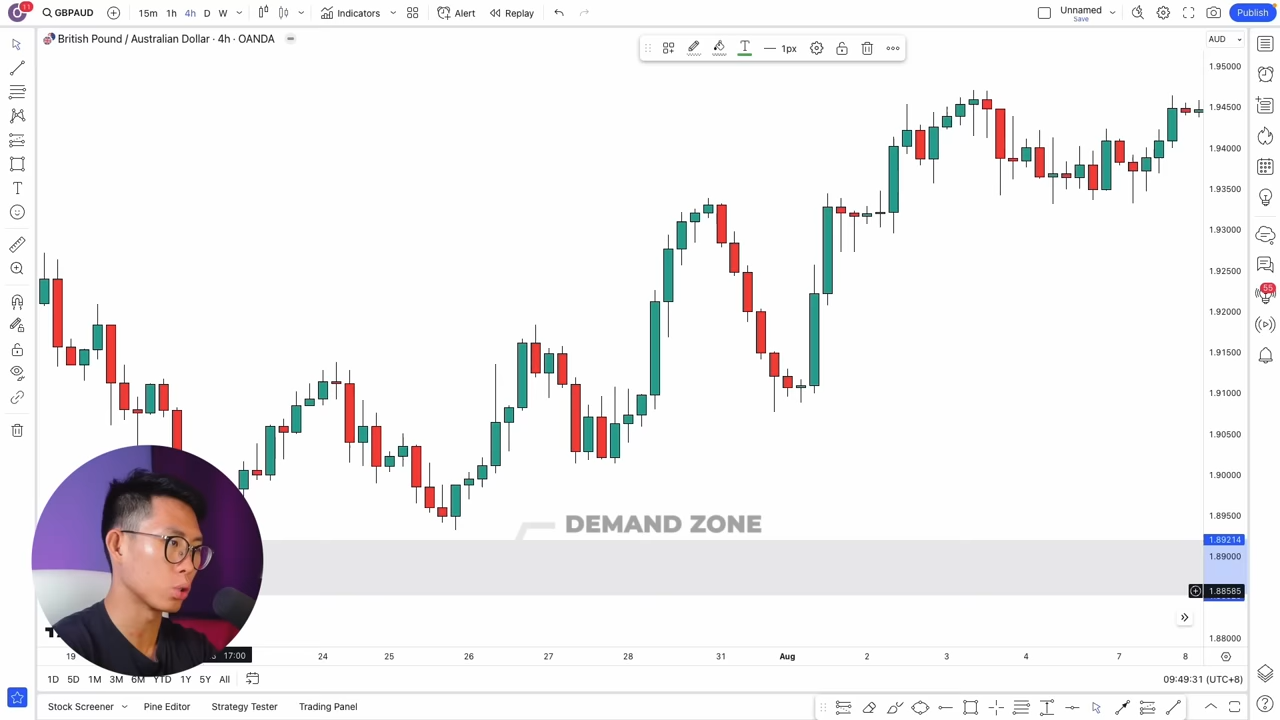 11
GBPAUD
15m 1h 4h D W
Indicators
Alert
Replay
Unnamed
Save
Publish
British Pound / Australian Dollar · 4h · OANDA
1px
AUD
1.95000
1.94500
1.94000
1.93500
1.93000
1.92500
1.92000
1.91500
1.91000
1.90500
1.90000
1.89500
1.89214
1.89000
1.88585
1.88000
55
DEMAND ZONE
19
17:00
24
25
26
27
28
31
Aug
2
3
4
7
8
1D 5D 1M 3M 6M YTD 1Y 5Y All
09:49:31 (UTC+8)
Stock Screener
Pine Editor
Strategy Tester
Trading Panel